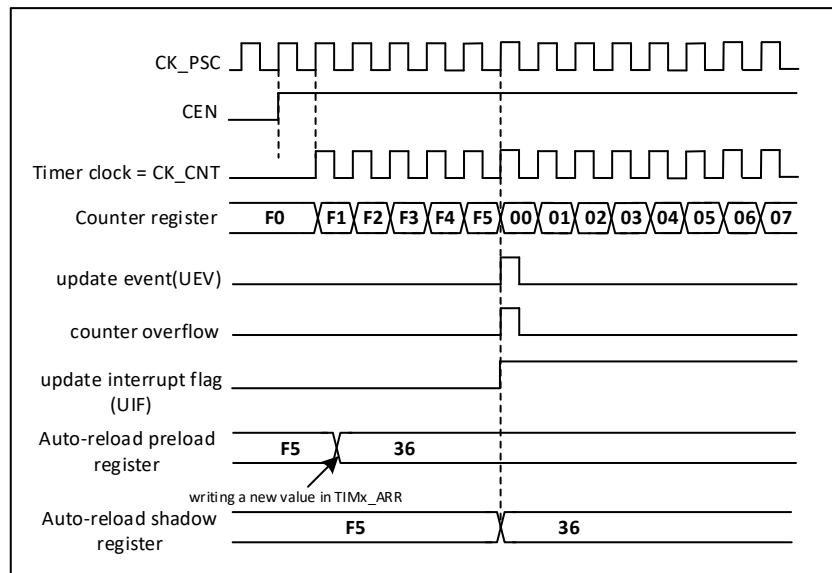 CK_PSC
CEN
Timer clock = CK_CNT
Counter register F0 F1 F2 F3 F4 F5 00 01 02 03 04 05 06 07
update event(UEV)
counter overflow
update interrupt flag
(UIF)
Auto-reload preload
register
F5 36
writing a new value in TIMx_ARR
Auto-reload shadow
register
F5 36